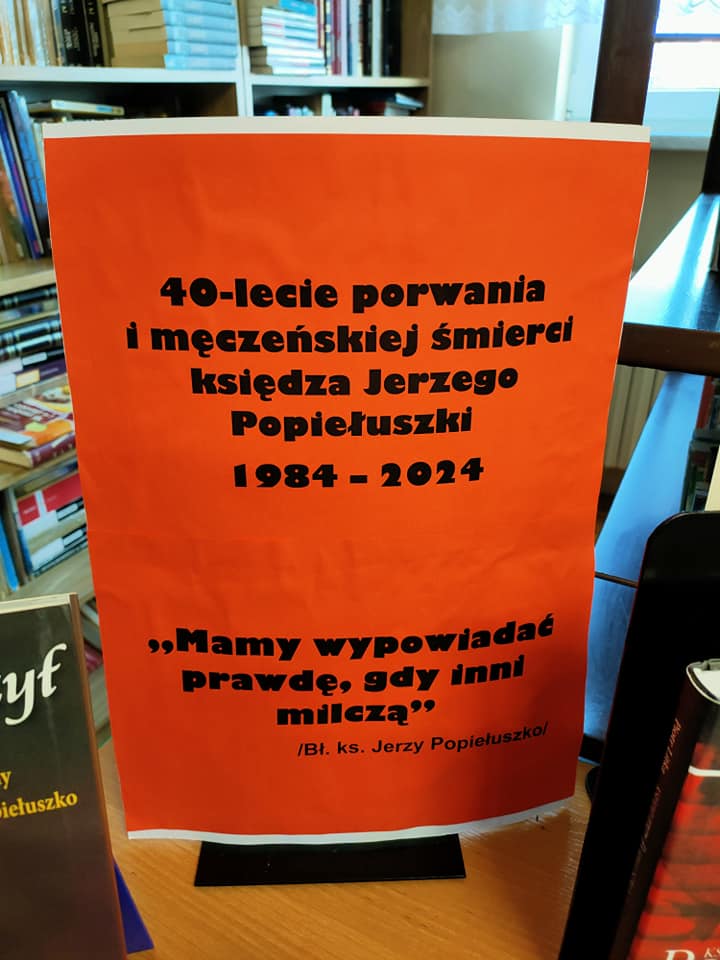 40-lecie porwania
i męczeńskiej śmierci
księdza Jerzego
Popiełuszki
1984 – 2024
„Mamy wypowiadać
prawdę, gdy inni
milczą”
/Bł. ks. Jerzy Popiełuszko/